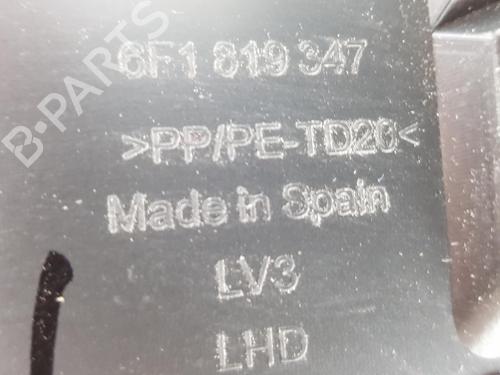 6F1 819 347
>PP/PE-TD20<
Made in Spain
LV3
LHD
B-PARTS